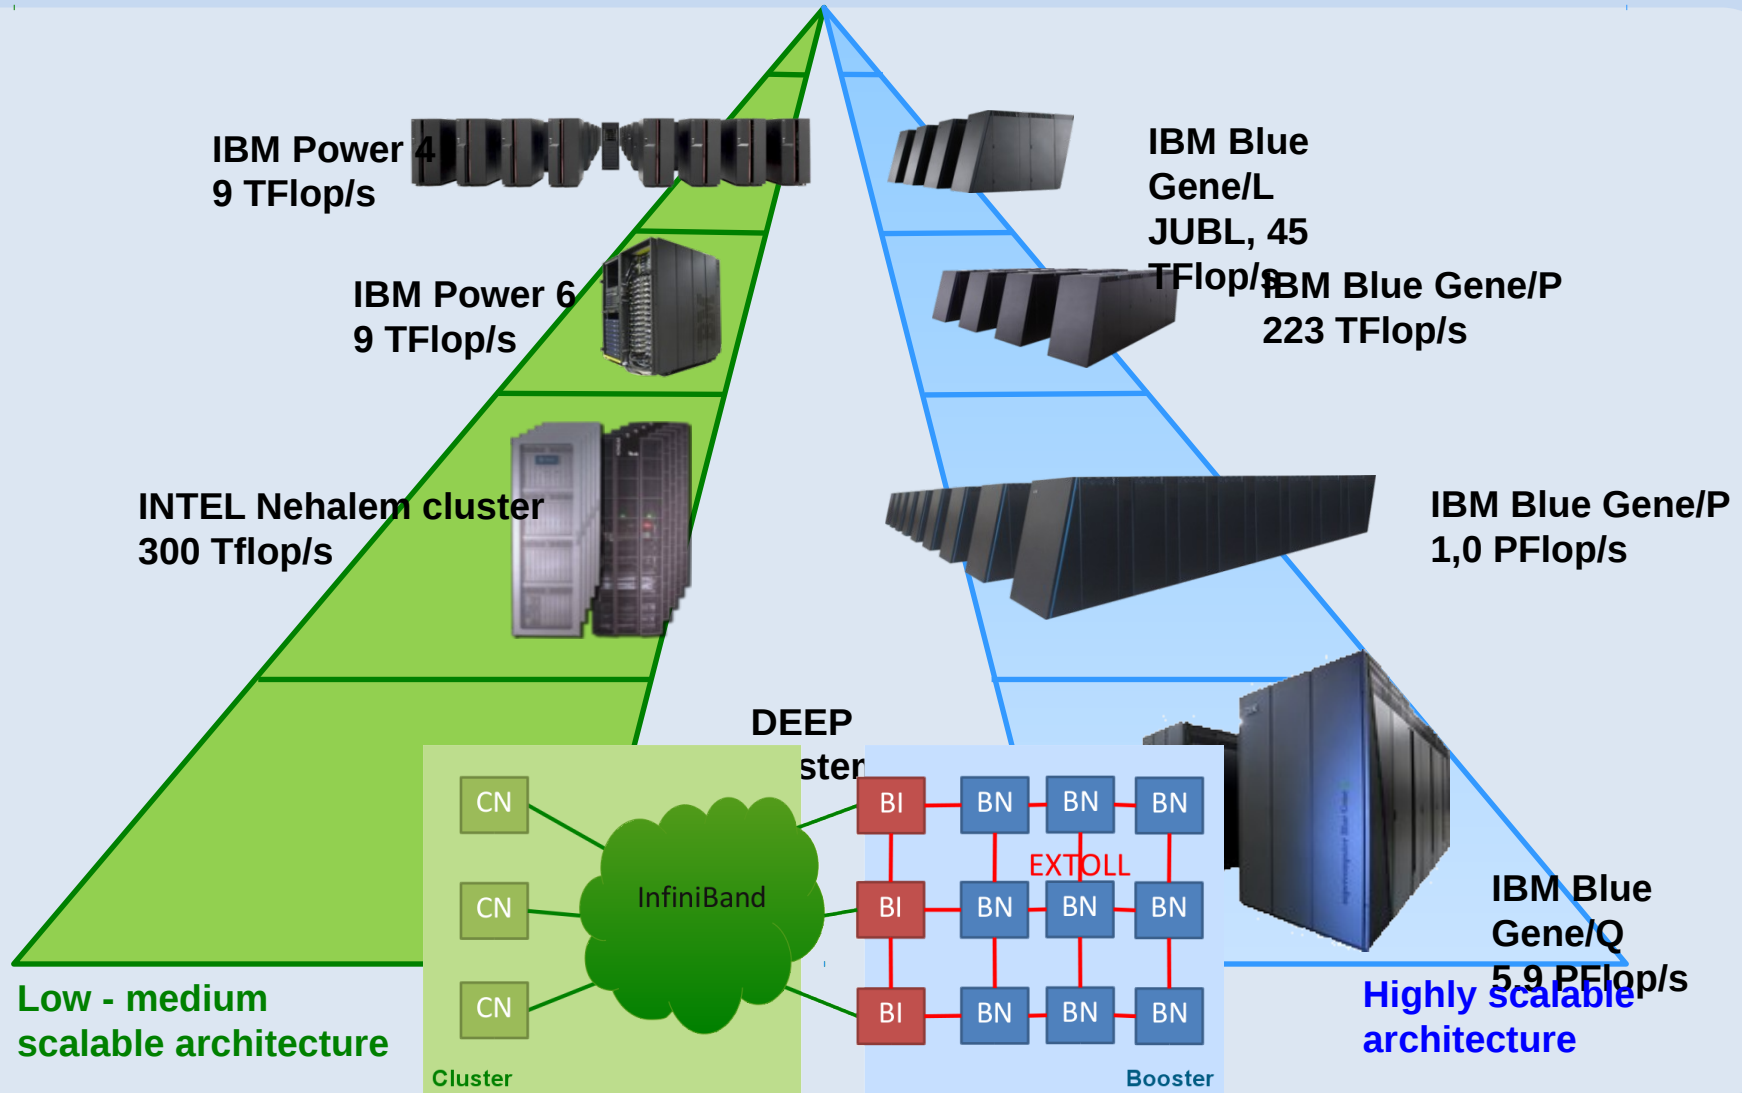 IBM Power 4
9 TFlop/s
IBM Blue
Gene/L
JUBL, 45
TFlop/s
IBM Power 6
9 TFlop/s
IBM Blue Gene/P
223 TFlop/s
INTEL Nehalem cluster
300 Tflop/s
IBM Blue Gene/P
1,0 PFlop/s
DEEP
IBM Blue
Gene/Q
5.9 PFlop/s
CN
BI
BN
BN
BN
EXTOLL
InfiniBand
CN
BI
BN
BN
BN
CN
BI
BN
BN
BN
Cluster
Booster
Low - medium
scalable architecture
Highly scalable
architecture